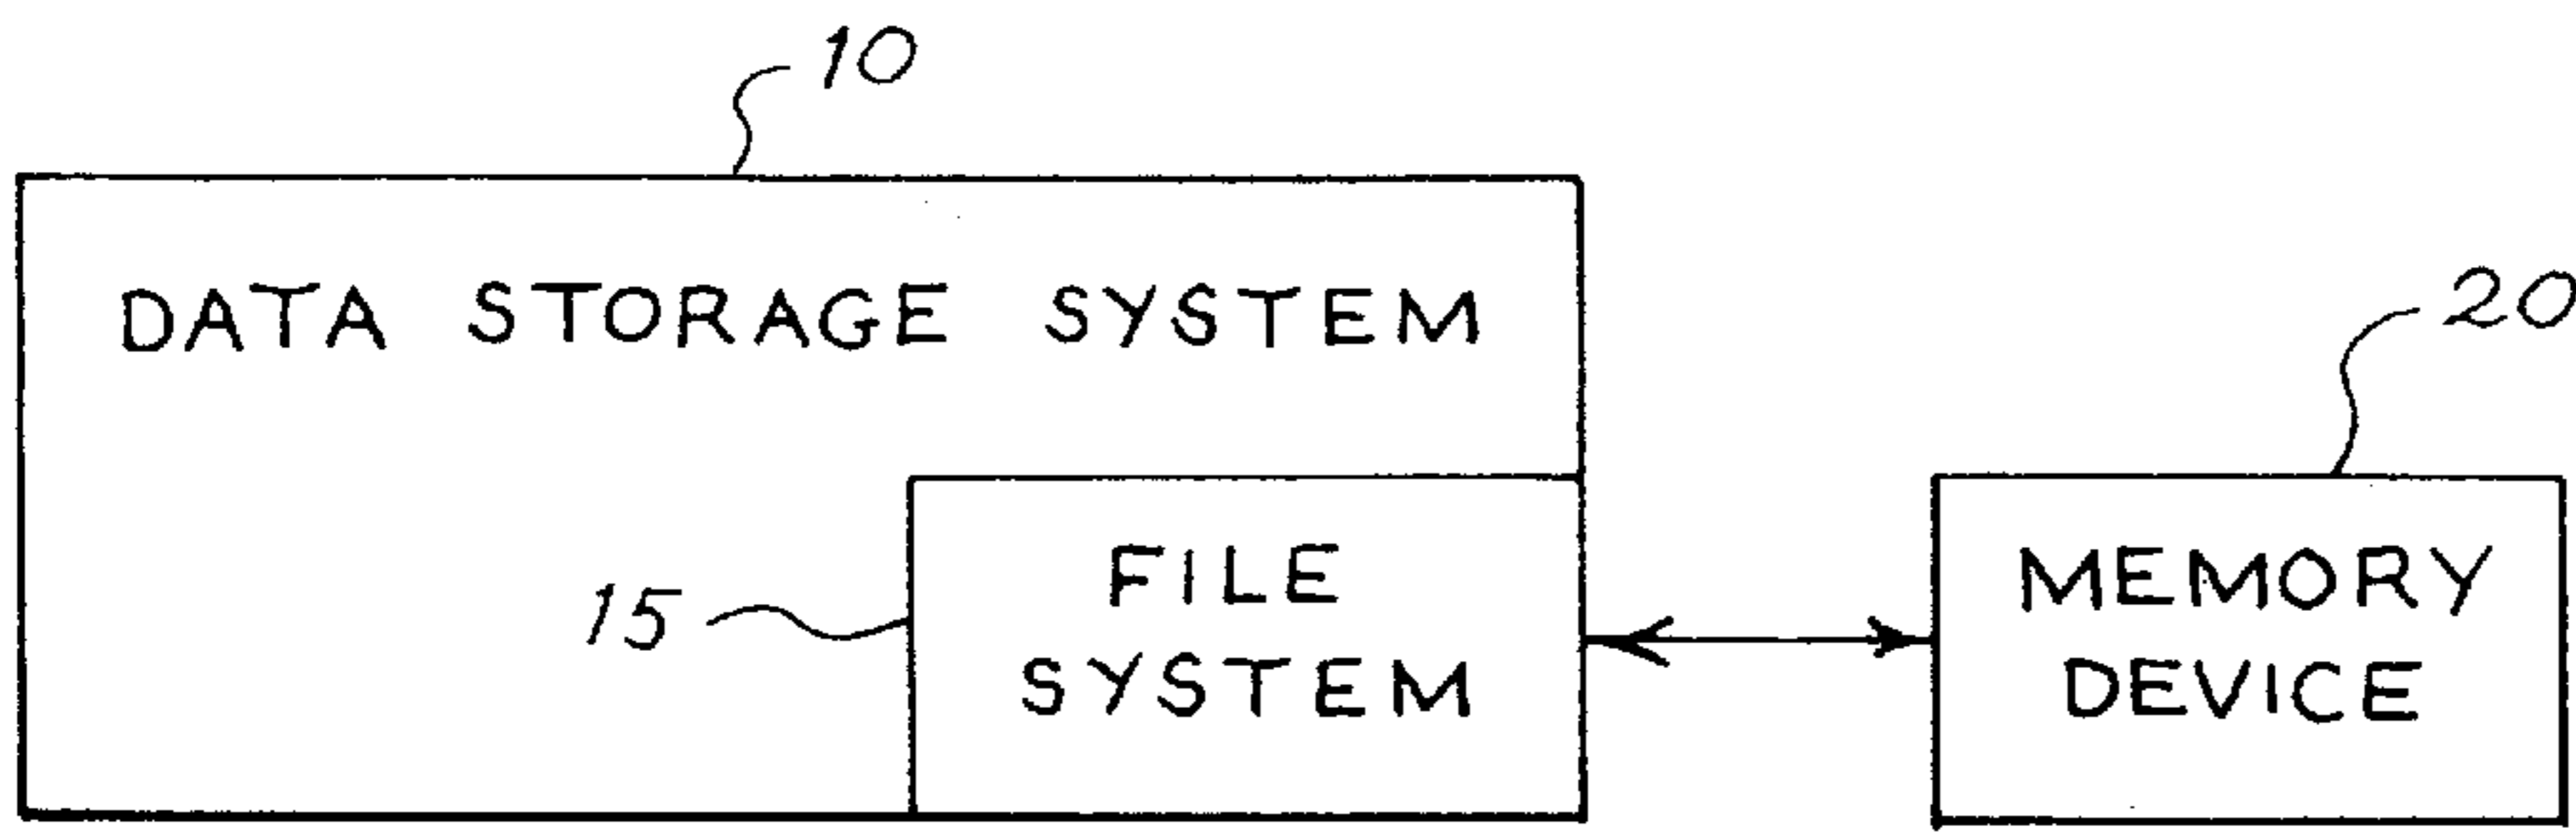 10
DATA STORAGE SYSTEM
20
15
FILE
SYSTEM
MEMORY
DEVICE